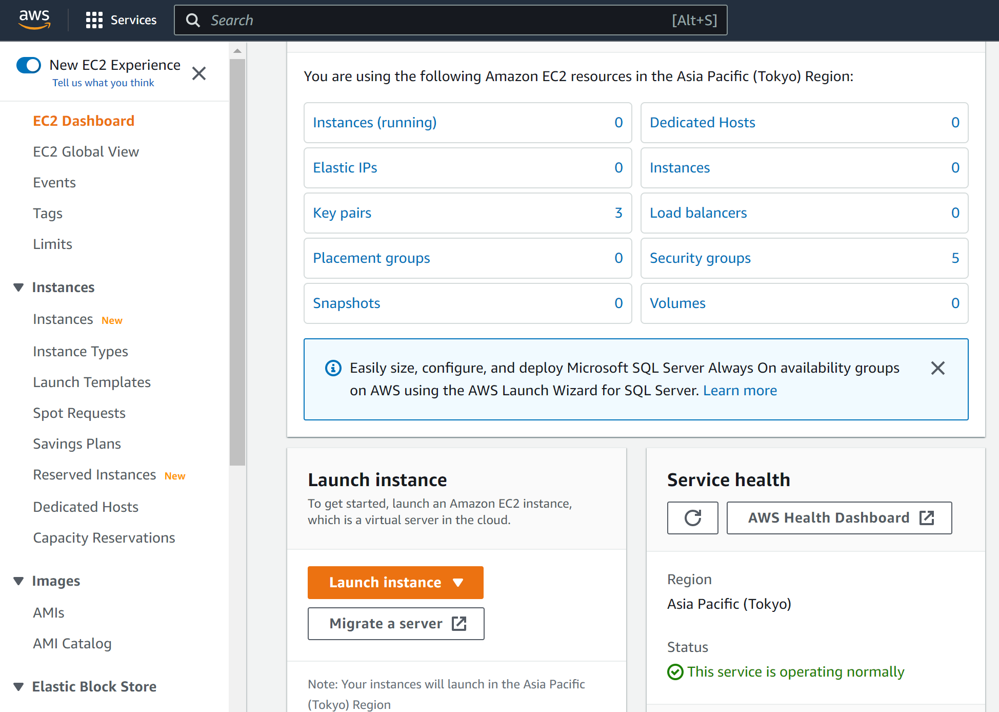 aws
Services
Search
[Alt+S]
New EC2 Experience
Tell us what you think
EC2 Dashboard
EC2 Global View
Events
Tags
Limits
Instances
Instances New
Instance Types
Launch Templates
Spot Requests
Savings Plans
Reserved Instances New
Dedicated Hosts
Capacity Reservations
Images
AMIs
AMI Catalog
Elastic Block Store
You are using the following Amazon EC2 resources in the Asia Pacific (Tokyo) Region:
Instances (running) 0
Dedicated Hosts 0
Elastic IPs 0
Instances 0
Key pairs 3
Load balancers 0
Placement groups 0
Security groups 5
Snapshots 0
Volumes 0
Easily size, configure, and deploy Microsoft SQL Server Always On availability groups
on AWS using the AWS Launch Wizard for SQL Server. Learn more
Launch instance
To get started, launch an Amazon EC2 instance,
which is a virtual server in the cloud.
Launch instance
Migrate a server
Note: Your instances will launch in the Asia Pacific
(Tokyo) Region
Service health
AWS Health Dashboard
Region
Asia Pacific (Tokyo)
Status
This service is operating normally